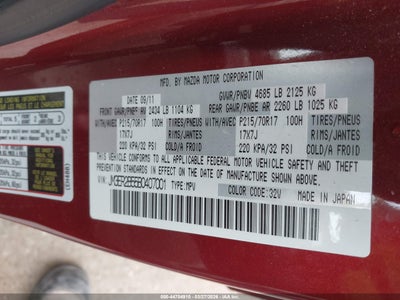 MFD. BY MAZDA MOTOR CORPORATION
DATE 09/11 GVWR/PNBV 4685 LB 2125 KG
FRONT GAWR/PNBE AV 2434 LB 1104 KG REAR GAWR/PNBE AR 2260 LB 1025 KG
WITH/AVEC P215/70R17 100H TIRES/PNEUS WITH/AVEC P215/70R17 100H TIRES/PNEUS
17X7J RIMS/JANTES 17X7J RIMS/JANTES
220 KPA/32 PSI 220 KPA/32 PSI
THIS VEHICLE CONFORMS TO ALL APPLICABLE FEDERAL MOTOR VEHICLE SAFETY, BUMPER,
AND THEFT PREVENTION STANDARDS IN EFFECT ON THE DATE OF MANUFACTURE SHOWN ABOVE.
TYPE: MPV COLOR CODE: 32V
MADE IN JAPAN
(EH48B)